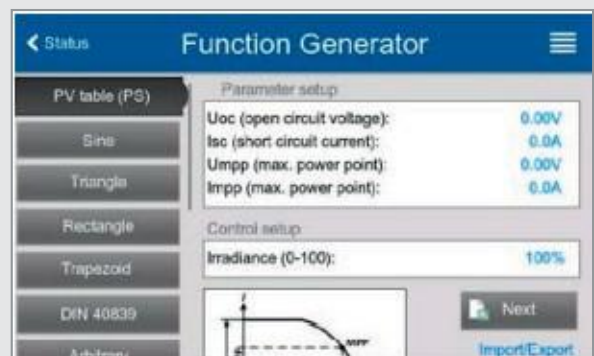 Status
Function Generator
PV table (PS)
Sine
Triangle
Rectangle
Trapezoid
DIN 40839
Arbitrary
Parameter setup
Uoc (open circuit voltage): 0.00V
Isc (short circuit current): 0.0A
Umpp (max. power point): 0.00V
Impp (max. power point): 0.0A
Control setup
Irradiance (0-100): 100%
I
MPP
Next
Import/Export